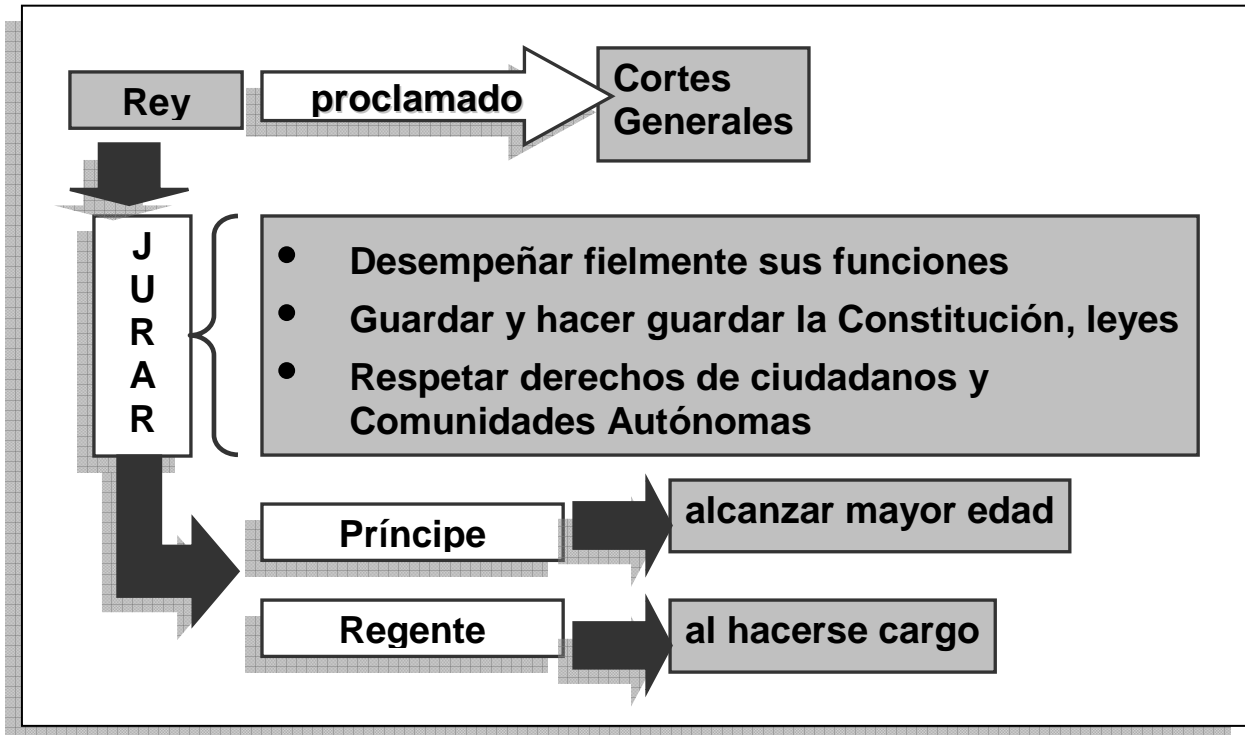 Rey
proclamado
Cortes
Generales
J
U
R
A
R
• Desempeñar fielmente sus funciones
• Guardar y hacer guardar la Constitución, leyes
• Respetar derechos de ciudadanos y
Comunidades Autónomas
Príncipe
alcanzar mayor edad
Regente
al hacerse cargo